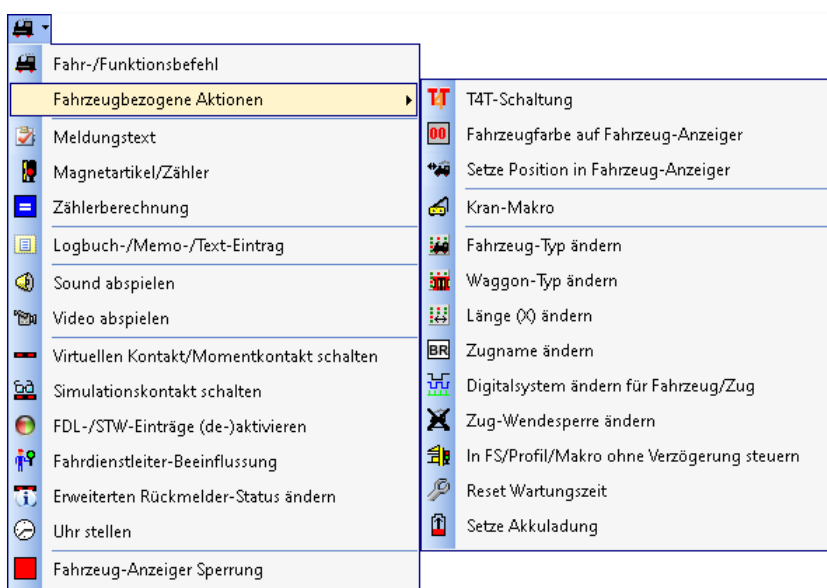 Fahr-/Funktionsbefehl
Fahrzeugbezogene Aktionen
Meldungstext
Magnetartikel/Zähler
Zählerberechnung
Logbuch-/Memo-/Text-Eintrag
Sound abspielen
Video abspielen
Virtuellen Kontakt/Momentkontakt schalten
Simulationskontakt schalten
FDL-/STW-Einträge (de-)aktivieren
Fahrdienstleiter-Beeinflussung
Erweiterten Rückmelder-Status ändern
Uhr stellen
Fahrzeug-Anzeiger Sperrung
T4T T4T-Schaltung
00 Fahrzeugfarbe auf Fahrzeug-Anzeiger
Setze Position in Fahrzeug-Anzeiger
Kran-Makro
Fahrzeug-Typ ändern
Waggon-Typ ändern
Länge (X) ändern
BR Zugname ändern
Digitalsystem ändern für Fahrzeug/Zug
Zug-Wendesperre ändern
In FS/Profil/Makro ohne Verzögerung steuern
Reset Wartungszeit
Setze Akkuladung